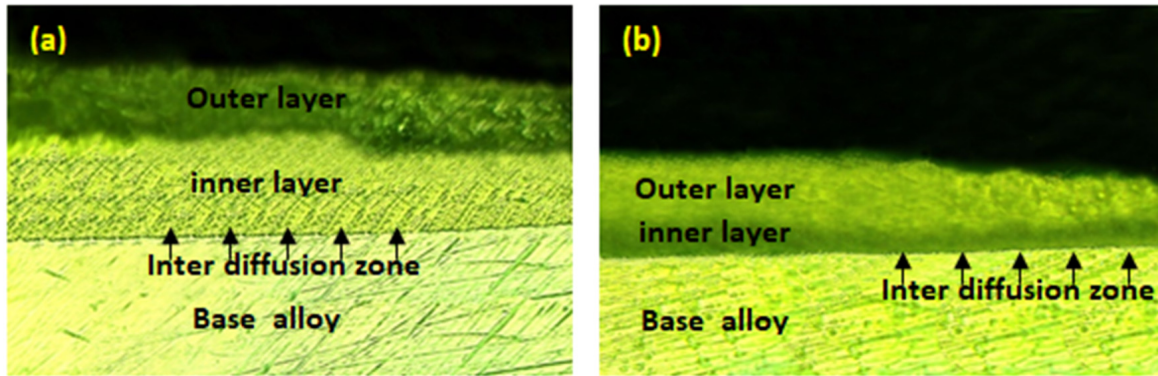 (a)
Outer layer
inner layer
Inter diffusion zone
Base alloy
(b)
Outer layer
inner layer
Inter diffusion zone
Base alloy